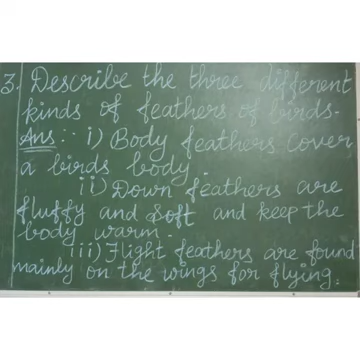 3. Describe the three different
kinds of feathers of birds.
Ans :- i) Body feathers cover
a birds body.
ii) Down feathers are
fluffy and soft and keep the
body warm.
iii) Flight feathers are found
mainly on the wings for flying.